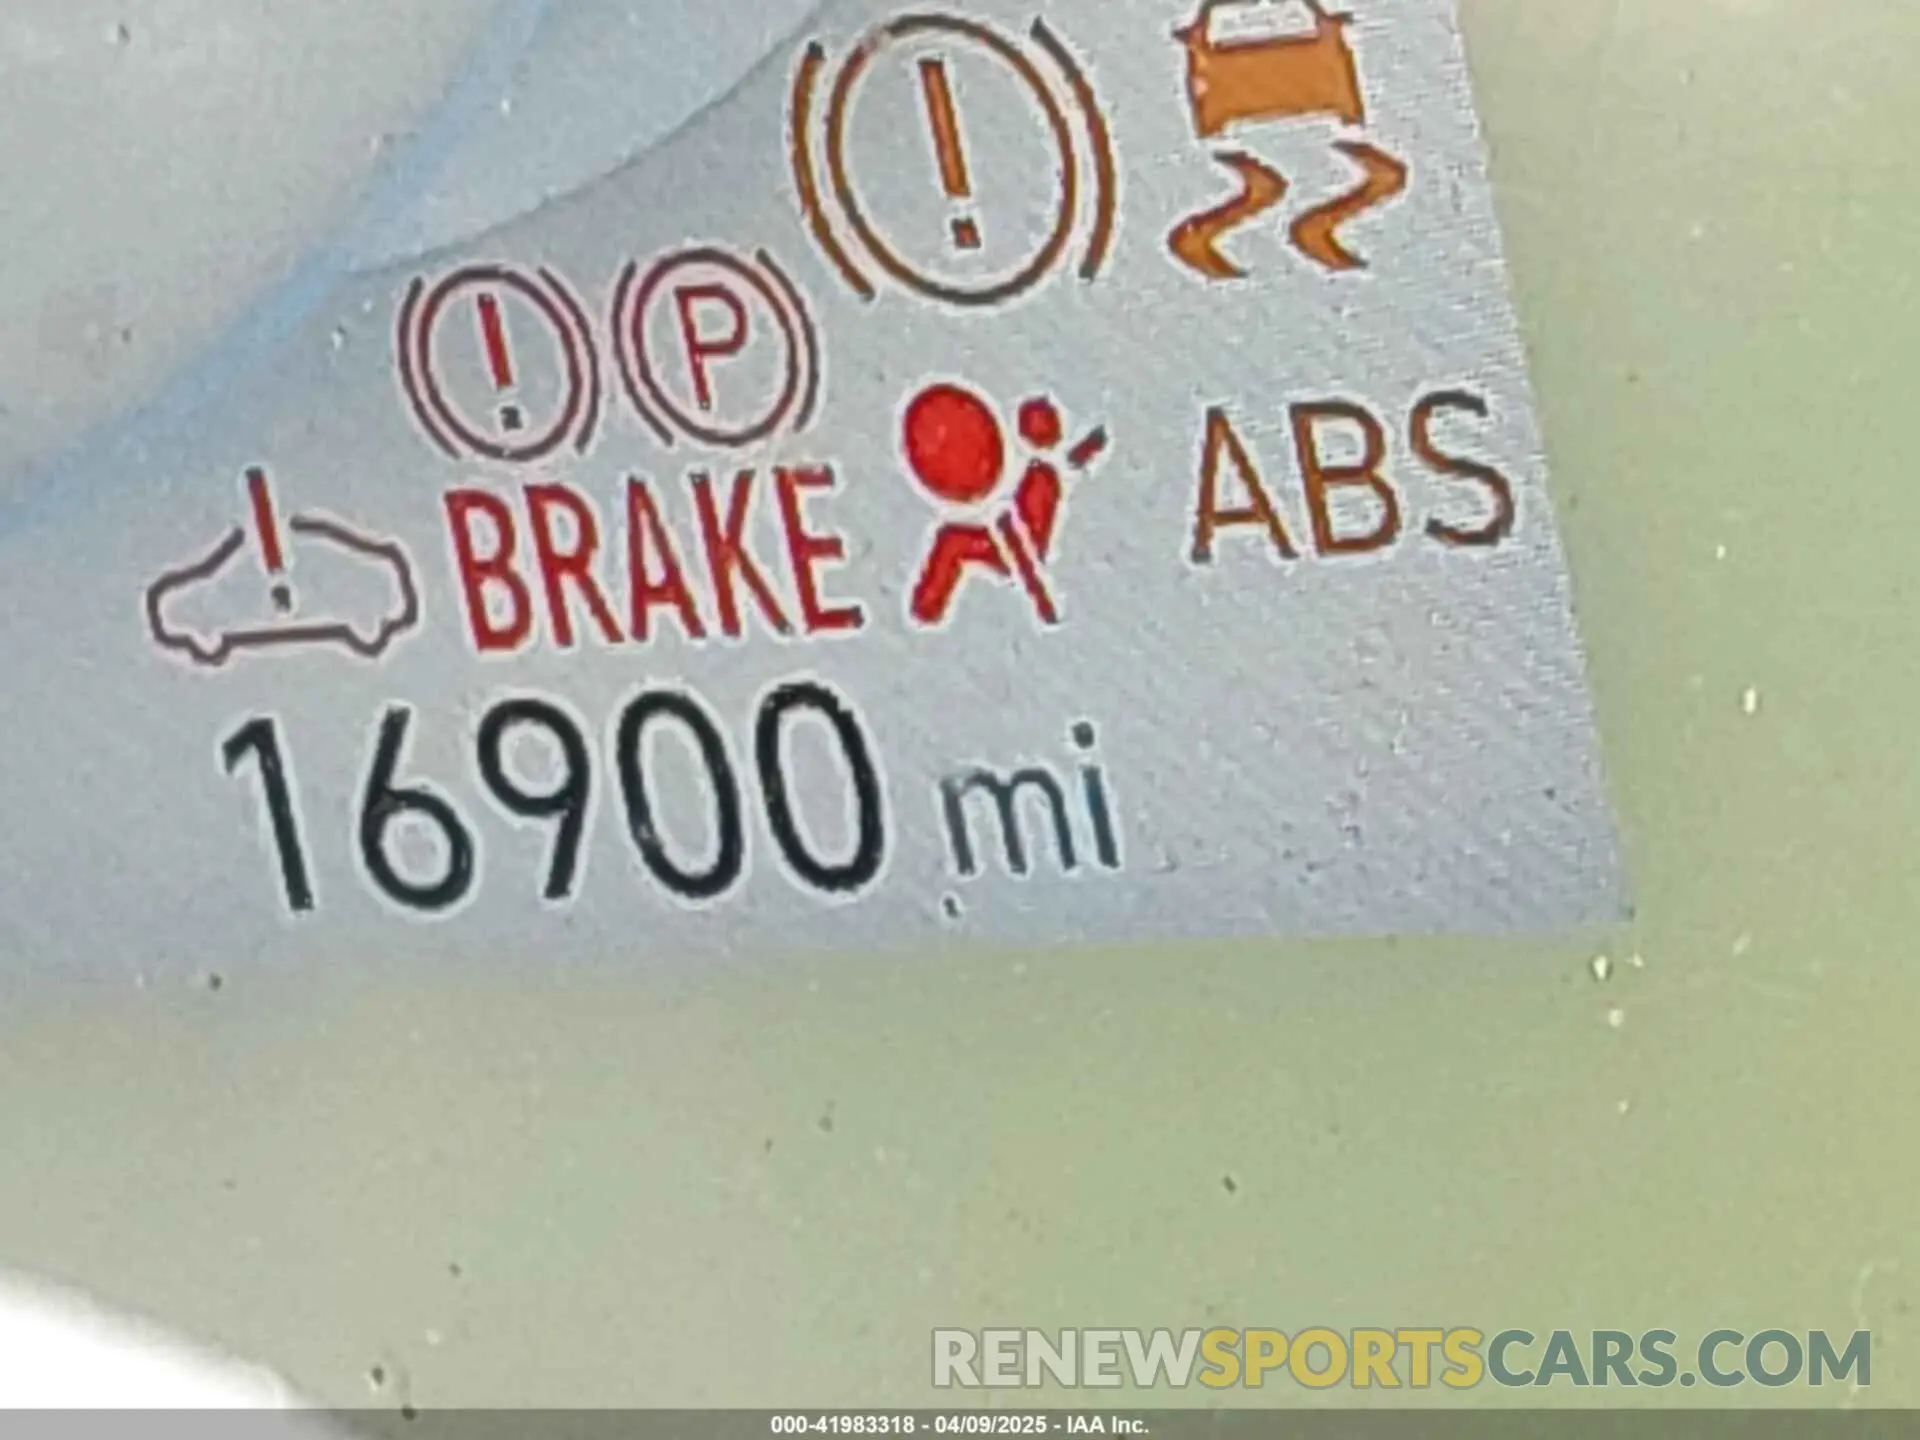 P
BRAKE
ABS
16900 mi
RENEWSPORTSCARS.COM
000-41983318 - 04/09/2025 - IAA Inc.